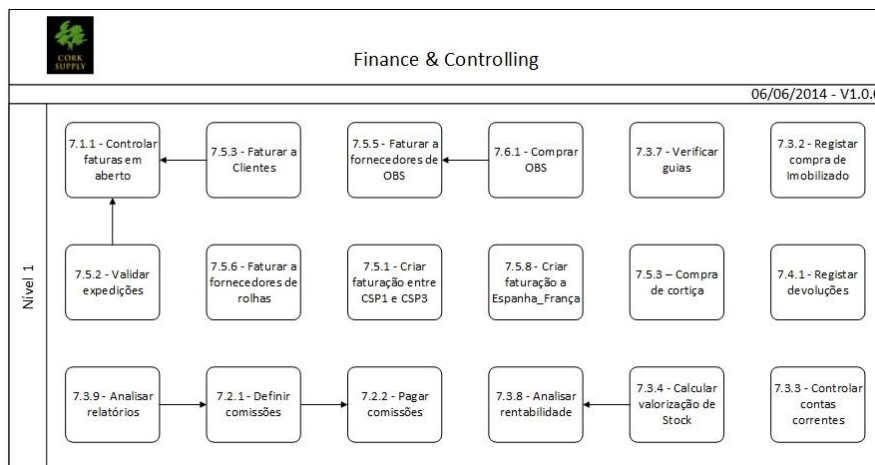 CORK
SUPPLY
Finance & Controlling
06/06/2014 - V1.0.
Nível 1
7.1.1 - Controlar
faturas em
aberto
7.5.3 - Faturar a
Clientes
7.5.5 - Faturar a
fornecedores de
OBS
7.6.1 - Comprar
OBS
7.3.7 - Verificar
guias
7.3.2 - Registar
compra de
Imobilizado
7.5.2 - Validar
expedições
7.5.6 - Faturar a
fornecedores de
rolhas
7.5.1 - Criar
faturação entre
CSP1 e CSP3
7.5.8 - Criar
faturação a
Espanha_França
7.5.3 – Compra
de cortiça
7.4.1 - Registar
devoluções
7.3.9 - Analisar
relatórios
7.2.1 - Definir
comissões
7.2.2 - Pagar
comissões
7.3.8 - Analisar
rentabilidade
7.3.4 - Calcular
valorização de
Stock
7.3.3 - Controlar
contas
correntes